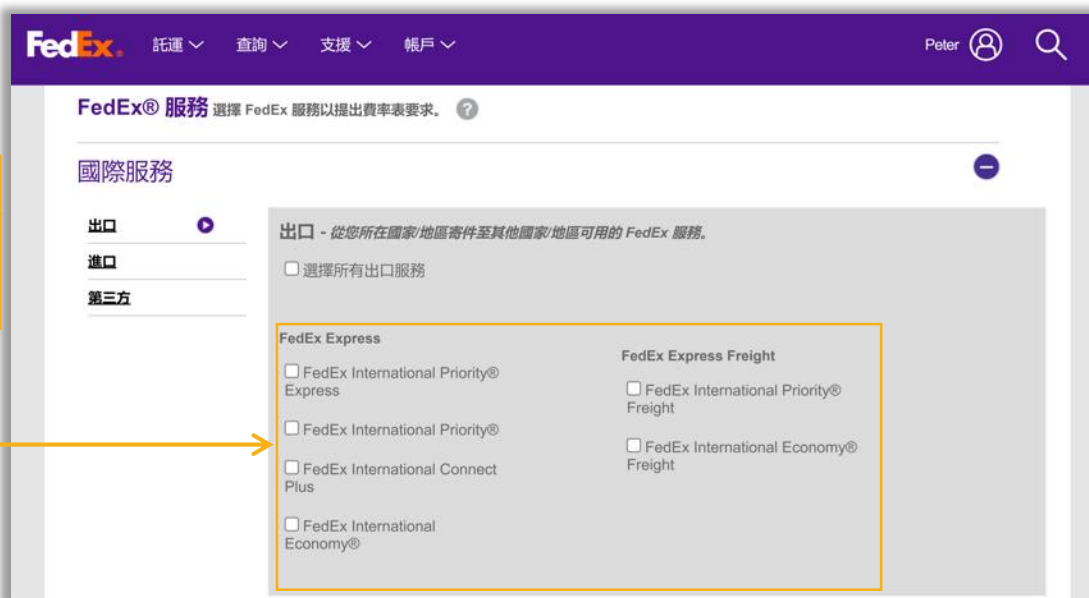 FedEx® 託運 查詢 支援 帳戶 Peter
FedEx® 服務 選擇 FedEx 服務以提出費率表要求。 ?
國際服務
出口
進口
第三方
出口 - 從您所在國家/地區寄件至其他國家/地區可用的 FedEx 服務。
選擇所有出口服務
FedEx Express
FedEx International Priority®
Express
FedEx International Priority®
FedEx International Connect
Plus
FedEx International
Economy®
FedEx Express Freight
FedEx International Priority®
Freight
FedEx International Economy®
Freight